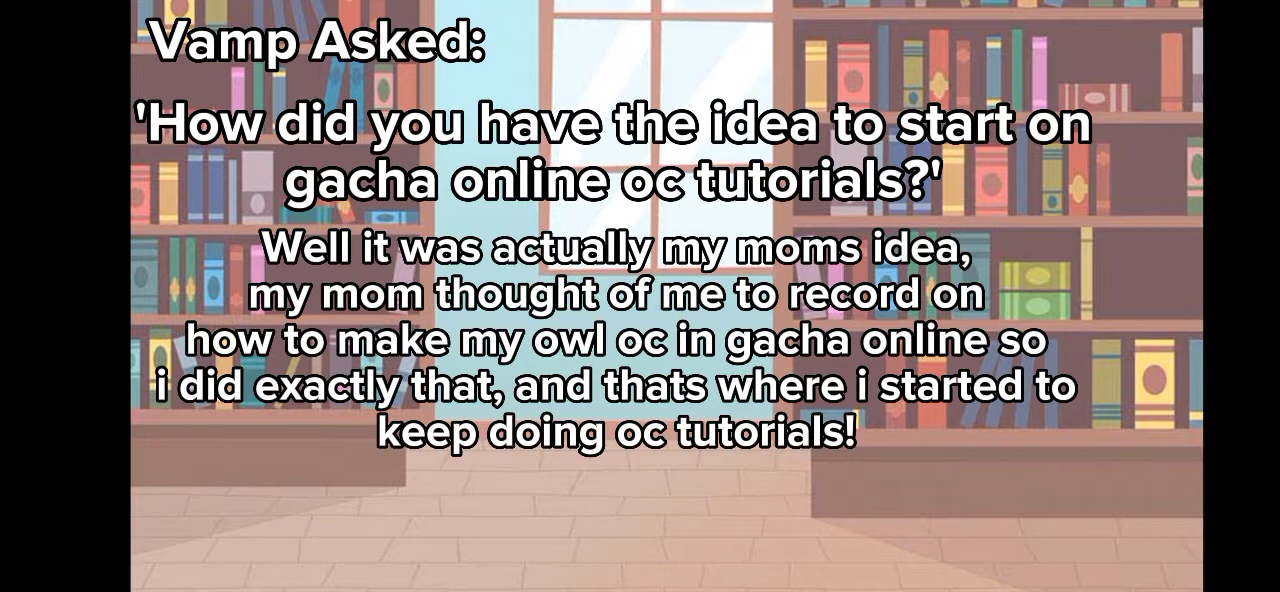 Vamp Asked:
'How did you have the idea to start on
gacha online oc tutorials?'
Well it was actually my moms idea,
my mom thought of me to record on
how to make my owl oc in gacha online so
i did exactly that, and thats where i started to
keep doing oc tutorials!